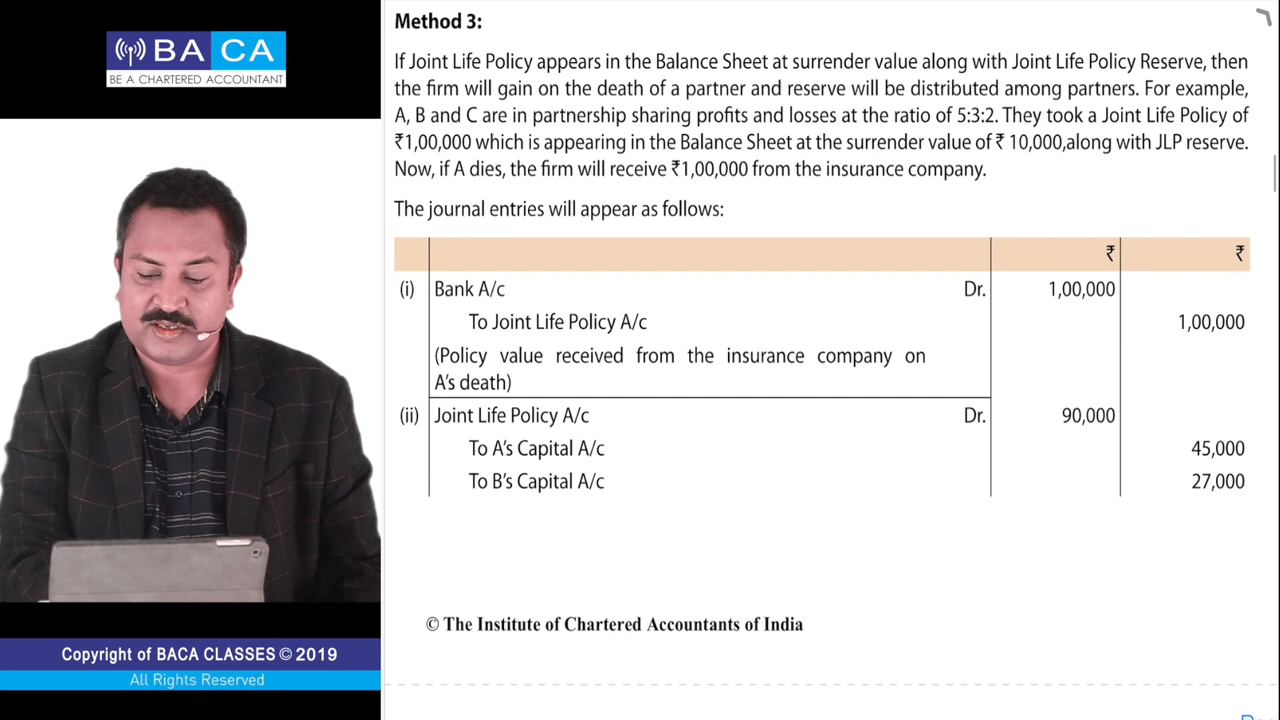 BA CA
BE A CHARTERED ACCOUNTANT
Method 3:
If Joint Life Policy appears in the Balance Sheet at surrender value along with Joint Life Policy Reserve, then
the firm will gain on the death of a partner and reserve will be distributed among partners. For example,
A, B and C are in partnership sharing profits and losses at the ratio of 5:3:2. They took a Joint Life Policy of
₹1,00,000 which is appearing in the Balance Sheet at the surrender value of ₹ 10,000,along with JLP reserve.
Now, if A dies, the firm will receive ₹1,00,000 from the insurance company.
The journal entries will appear as follows:
₹ ₹
(i) Bank A/c Dr. 1,00,000
To Joint Life Policy A/c 1,00,000
(Policy value received from the insurance company on
A's death)
(ii) Joint Life Policy A/c Dr. 90,000
To A's Capital A/c 45,000
To B's Capital A/c 27,000
© The Institute of Chartered Accountants of India
Copyright of BACA CLASSES © 2019
All Rights Reserved